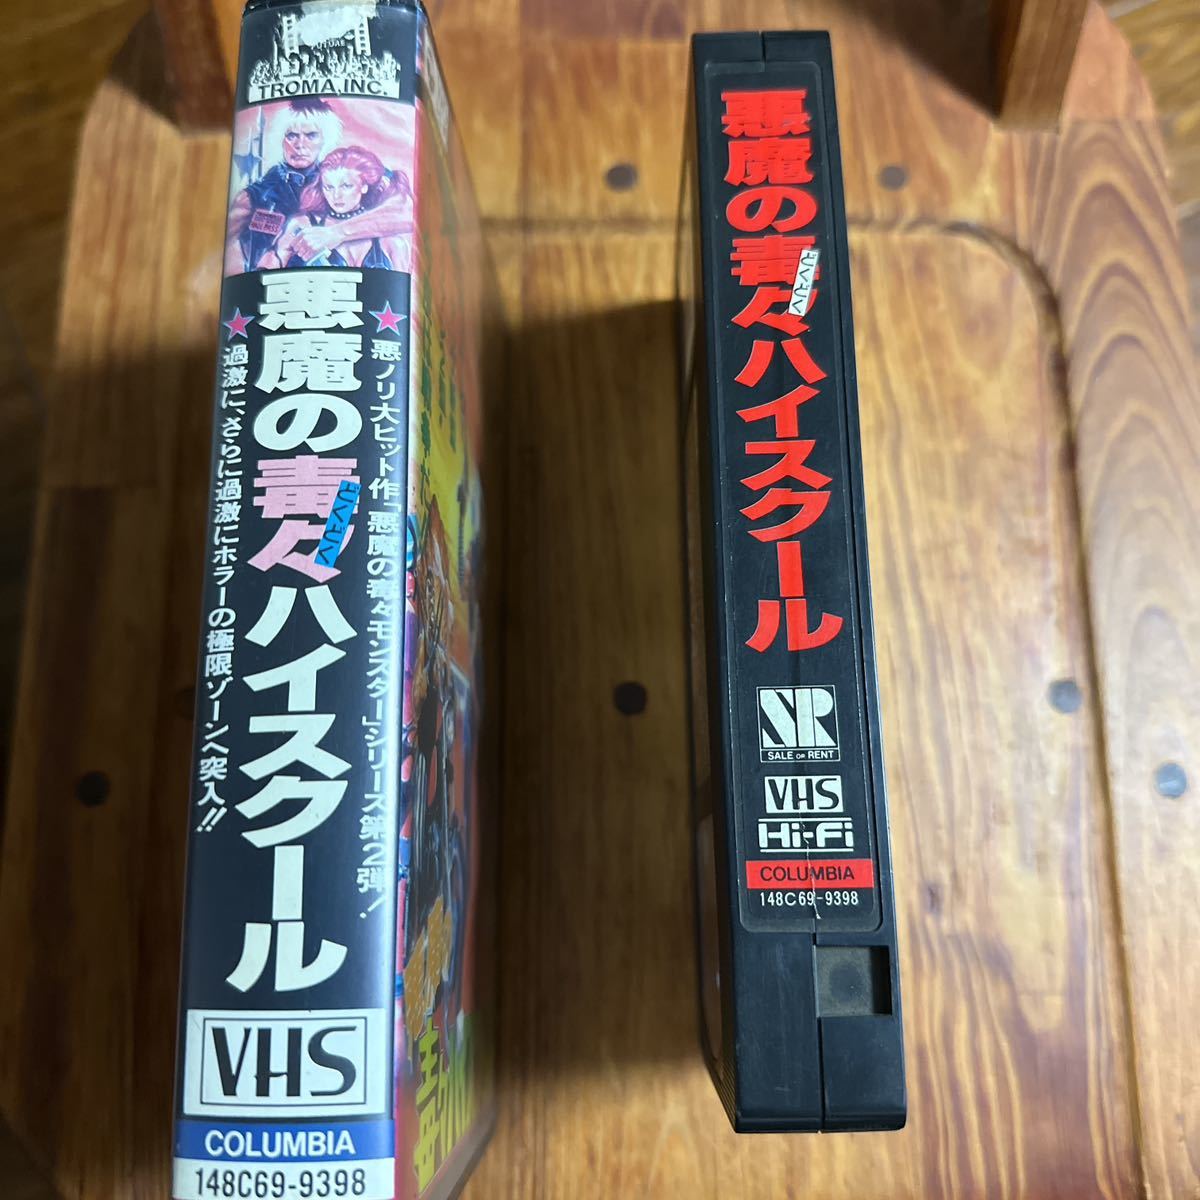 TROMA, INC.
悪魔の毒々ハイスクール
どくどく
★悪ノリ大ヒット作「悪魔の毒々モンスター」シリーズ第2弾!
★過激に、さらに過激にホラーの極限ゾーンへ突入!!
VHS
COLUMBIA
148C69-9398
悪魔の毒々ハイスクール
どくどく
SR
SALE OR RENT
VHS
Hi-Fi
COLUMBIA
148C69-9398